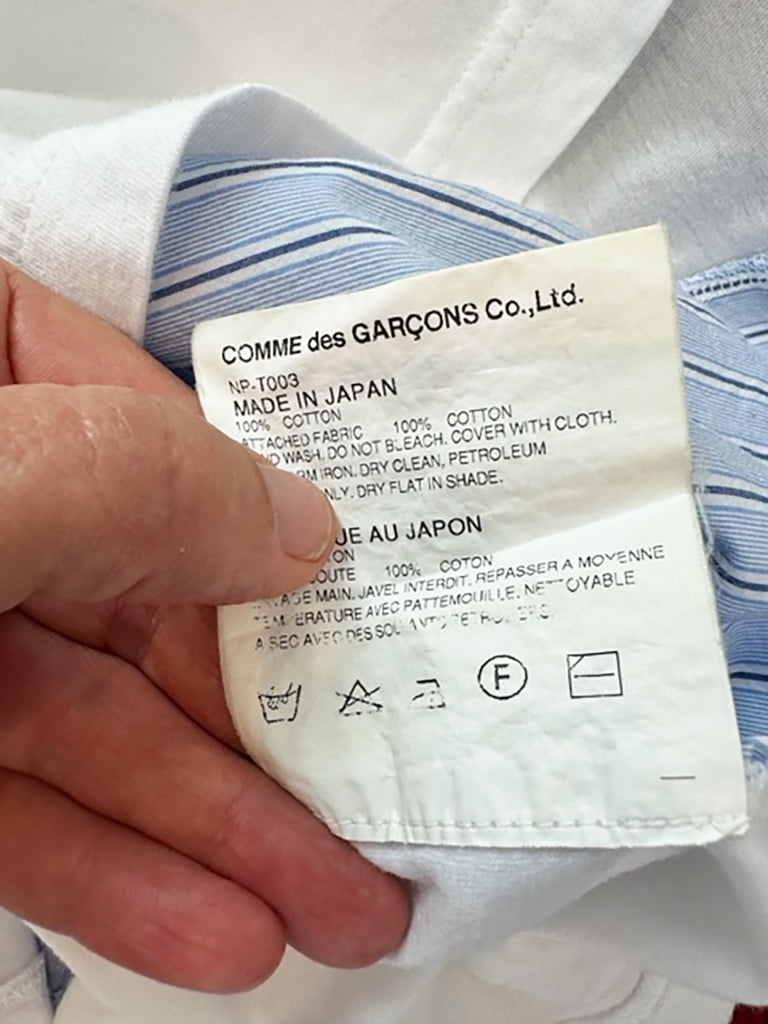 COMME des GARÇONS Co.,Ltd.
NP-T003
MADE IN JAPAN
100% COTTON
ATTACHED FABRIC 100% COTTON
WASH. DO NOT BLEACH. COVER WITH CLOTH.
IRON. DRY CLEAN, PETROLEUM
DRY FLAT IN SHADE.
AU JAPON
100% COTON
MAIN. JAVEL INTERDIT. REPASSER A MOYENNE
TEMPERATURE AVEC PATTEMOUILLE. NETTOYABLE
A SEC AVEC DES
F